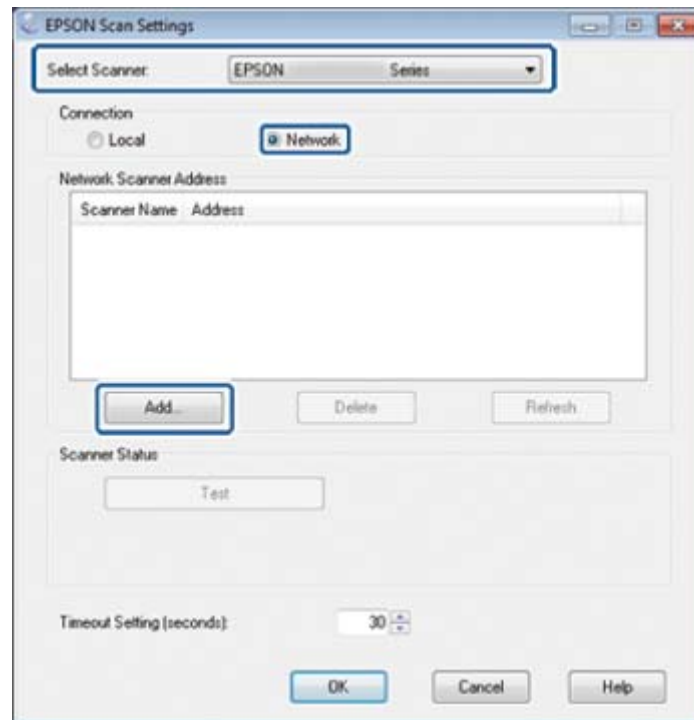 EPSON Scan Settings
Select Scanner: EPSON Series
Connection
Local Network
Network Scanner Address
Scanner Name Address
Add... Delete Refresh
Scanner Status
Test
Timeout Setting (seconds): 30
OK Cancel Help